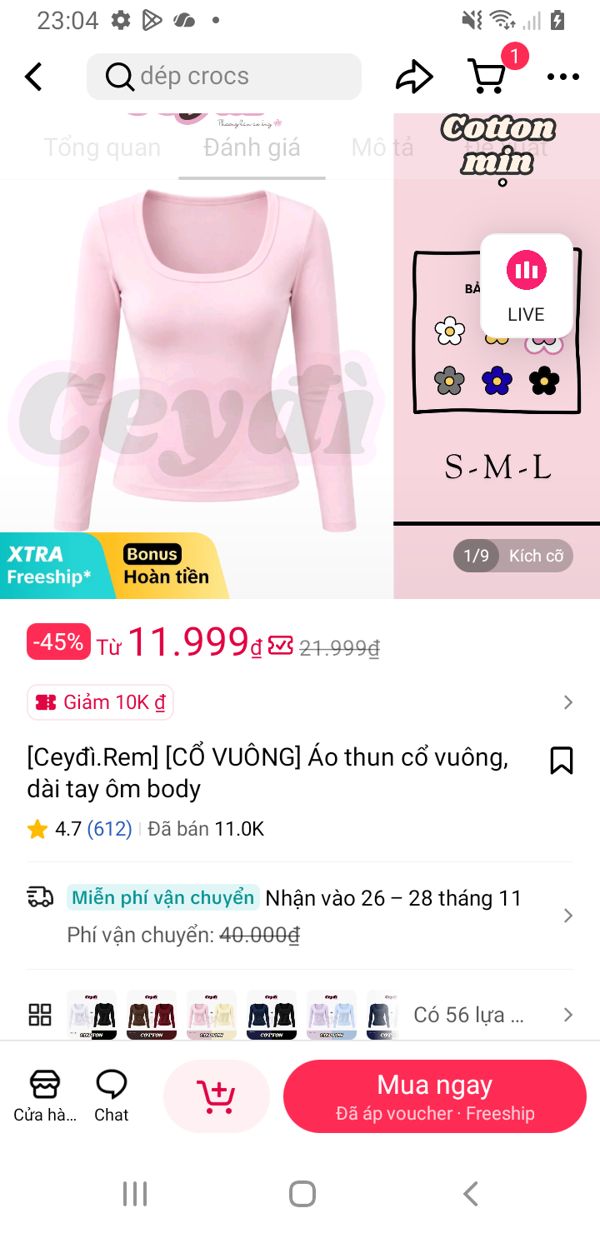 23:04
dép crocs
1
Tổng quan
Đánh giá
Mô tả
Cotton
mịn
LIVE
S-M-L
Ceyđì
XTRA
Freeship*
Bonus
Hoàn tiền
1/9 Kích cỡ
-45% Từ 11.999₫ 21.999₫
Giảm 10K ₫
[Ceyđì.Rem] [CỔ VUÔNG] Áo thun cổ vuông,
dài tay ôm body
4.7 (612) Đã bán 11.0K
Miễn phí vận chuyển Nhận vào 26 – 28 tháng 11
Phí vận chuyển: 40.000₫
Có 56 lựa ...
Cửa hà...
Chat
Mua ngay
Đã áp voucher · Freeship